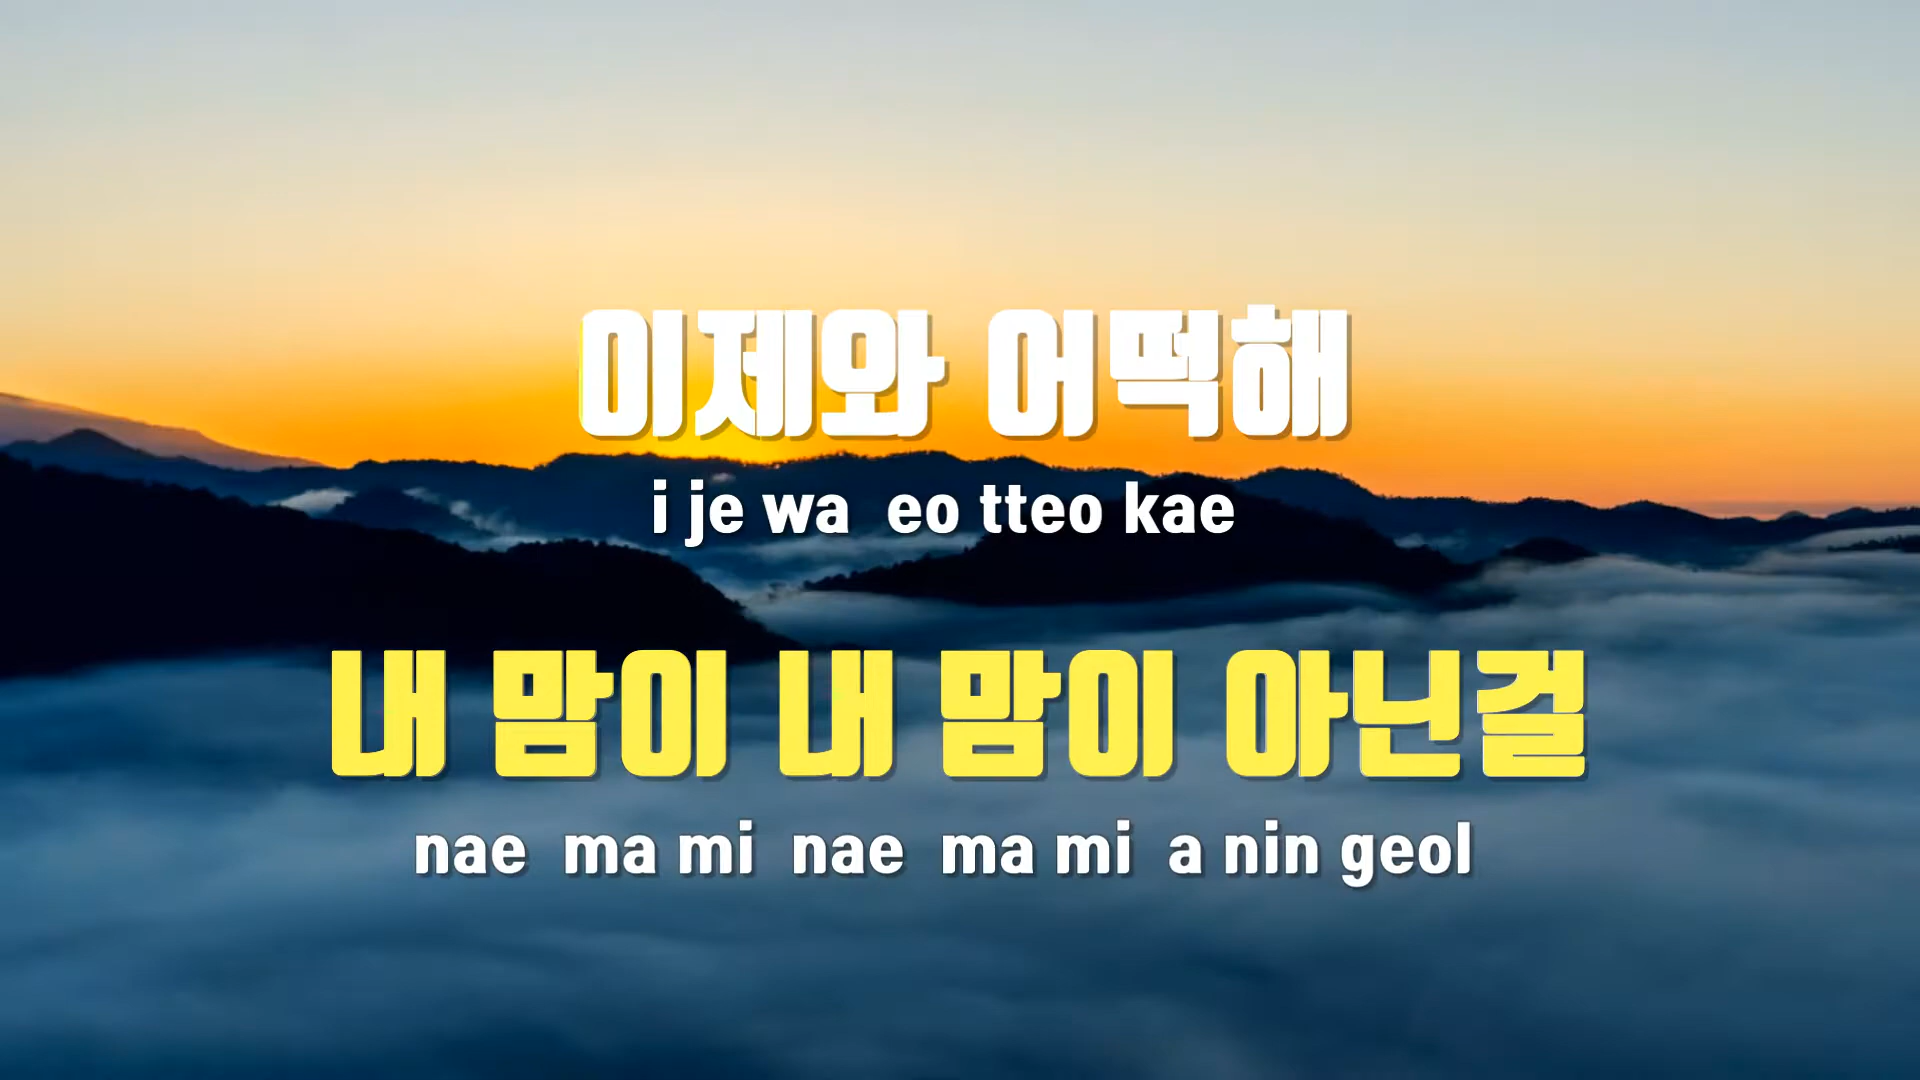 이제와 어떡해
i je wa eo tteo kae
내 맘이 내 맘이 아닌걸
nae ma mi nae ma mi a nin geol